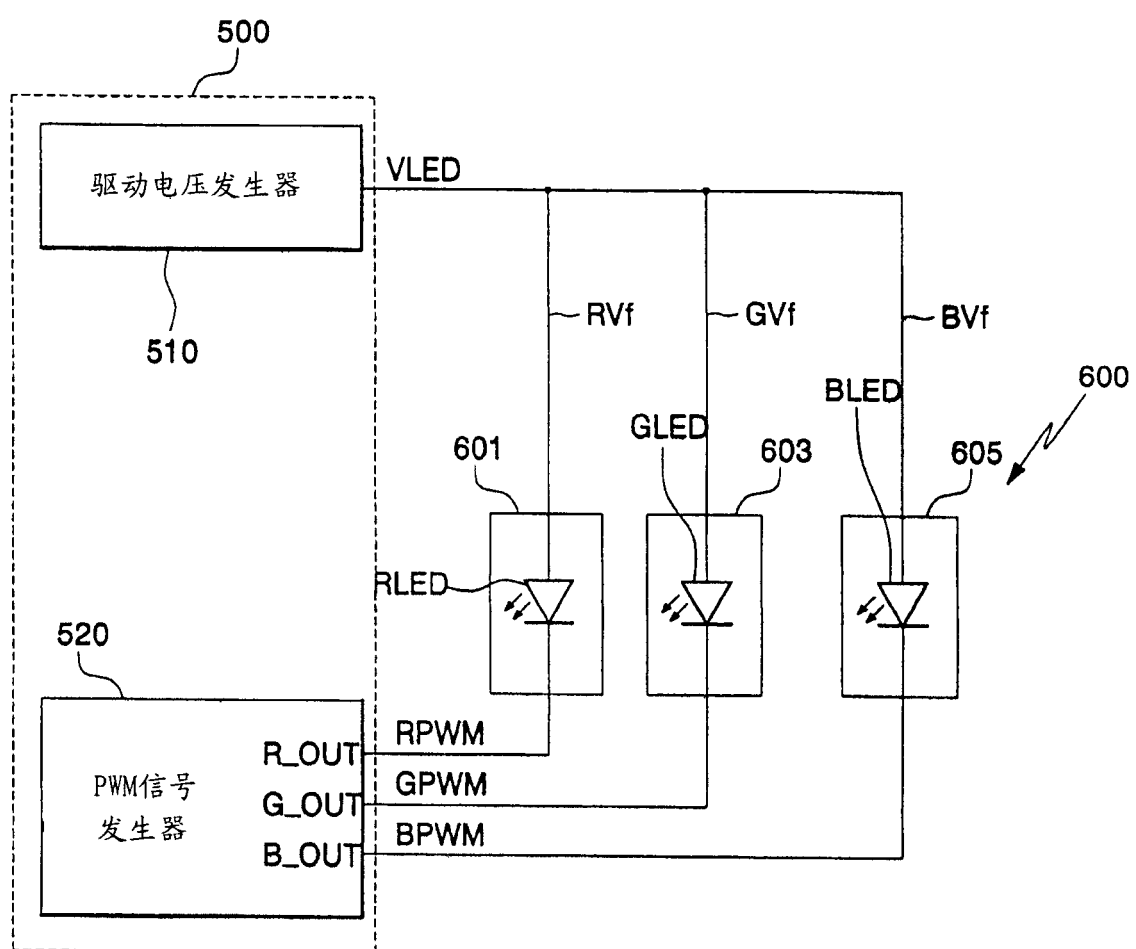 500
驱动电压发生器
VLED
510
RVf
GVf
BVf
600
BLED
GLED
601
603
605
RLED
520
PWM信号
发生器
R_OUT
RPWM
G_OUT
GPWM
B_OUT
BPWM